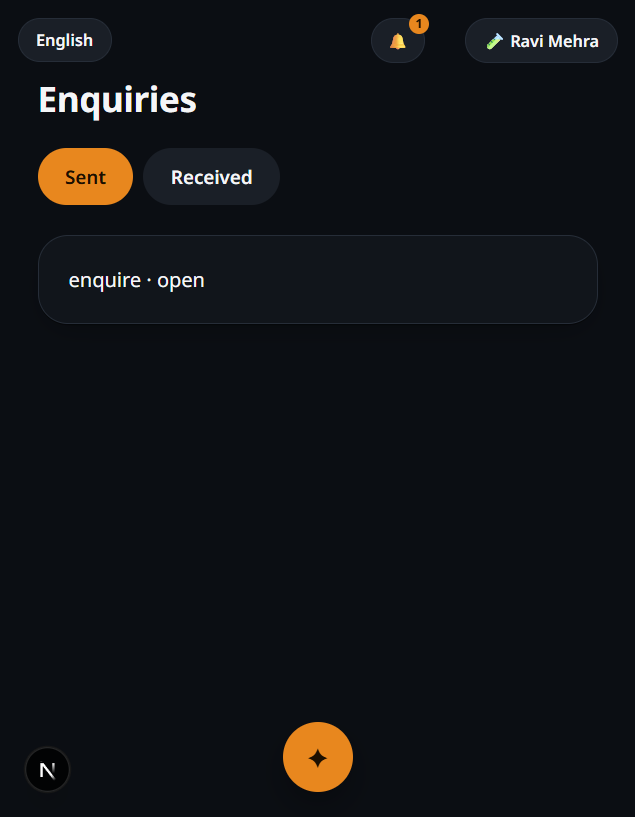 English
1
Ravi Mehra
Enquiries
Sent
Received
enquire · open
N